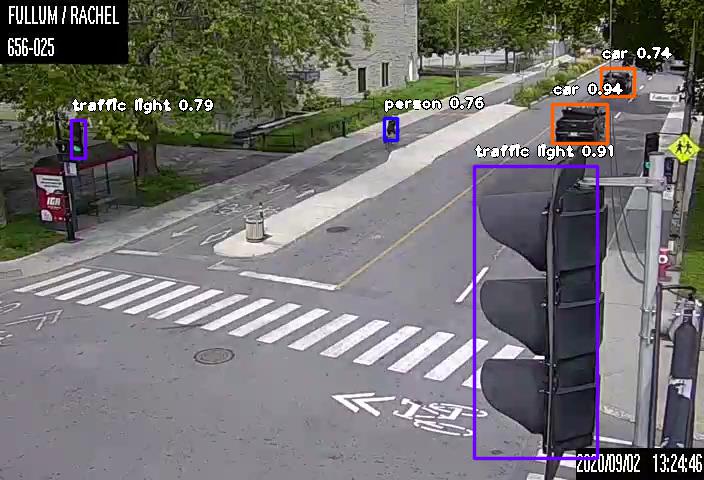 FULLUM / RACHEL
656-025
car 0.74
car 0.94
traffic light 0.79
person 0.76
traffic light 0.91
IGA
2020/09/02 13:24:46